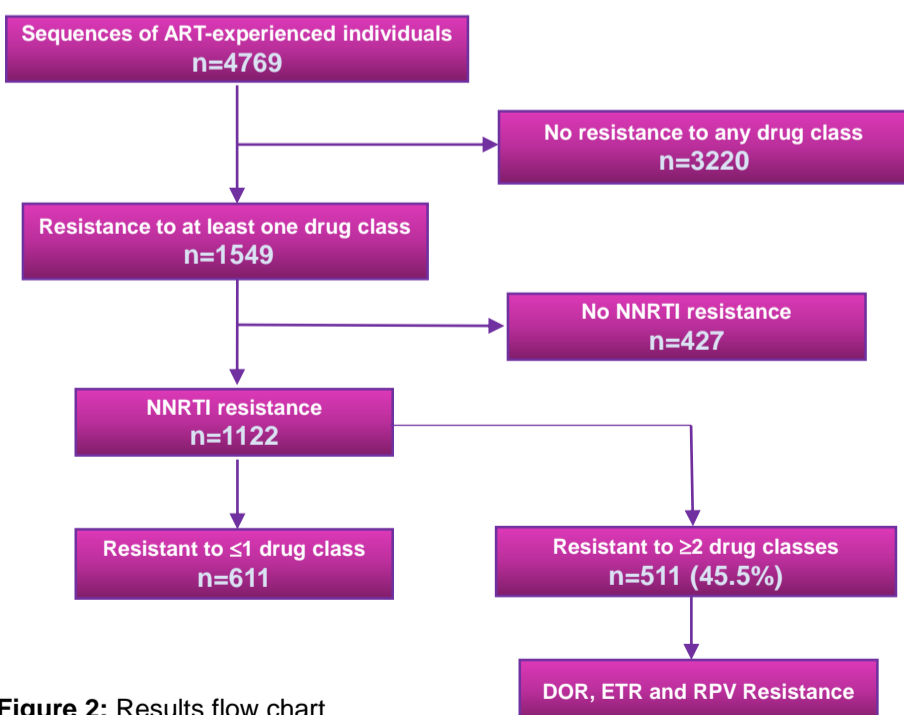 Sequences of ART-experienced individuals
n=4769
No resistance to any drug class
n=3220
Resistance to at least one drug class
n=1549
No NNRTI resistance
n=427
NNRTI resistance
n=1122
Resistant to ≤1 drug class
n=611
Resistant to ≥2 drug classes
n=511 (45.5%)
DOR, ETR and RPV Resistance
Figure 2: Results flow chart